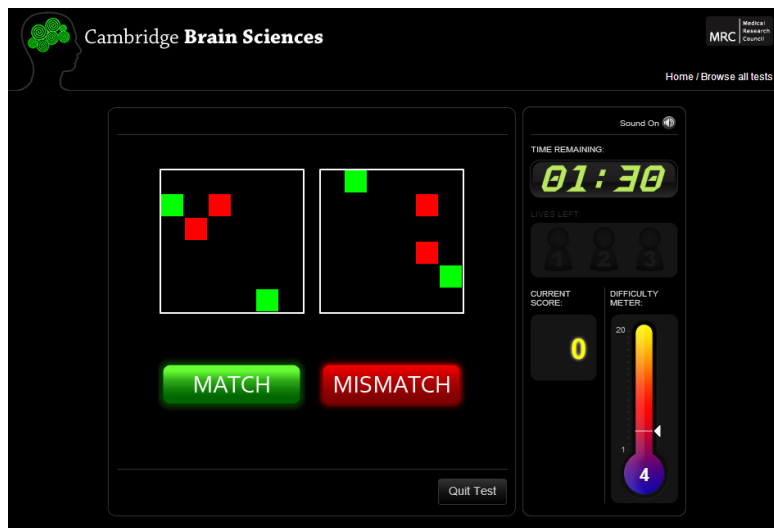 Cambridge Brain Sciences
MRC
Medical
Research
Council
Home / Browse all tests
Sound On
TIME REMAINING:
01:30
LIVES LEFT:
1 2 3
CURRENT
SCORE:
0
DIFFICULTY
METER:
20
1
4
MATCH
MISMATCH
Quit Test